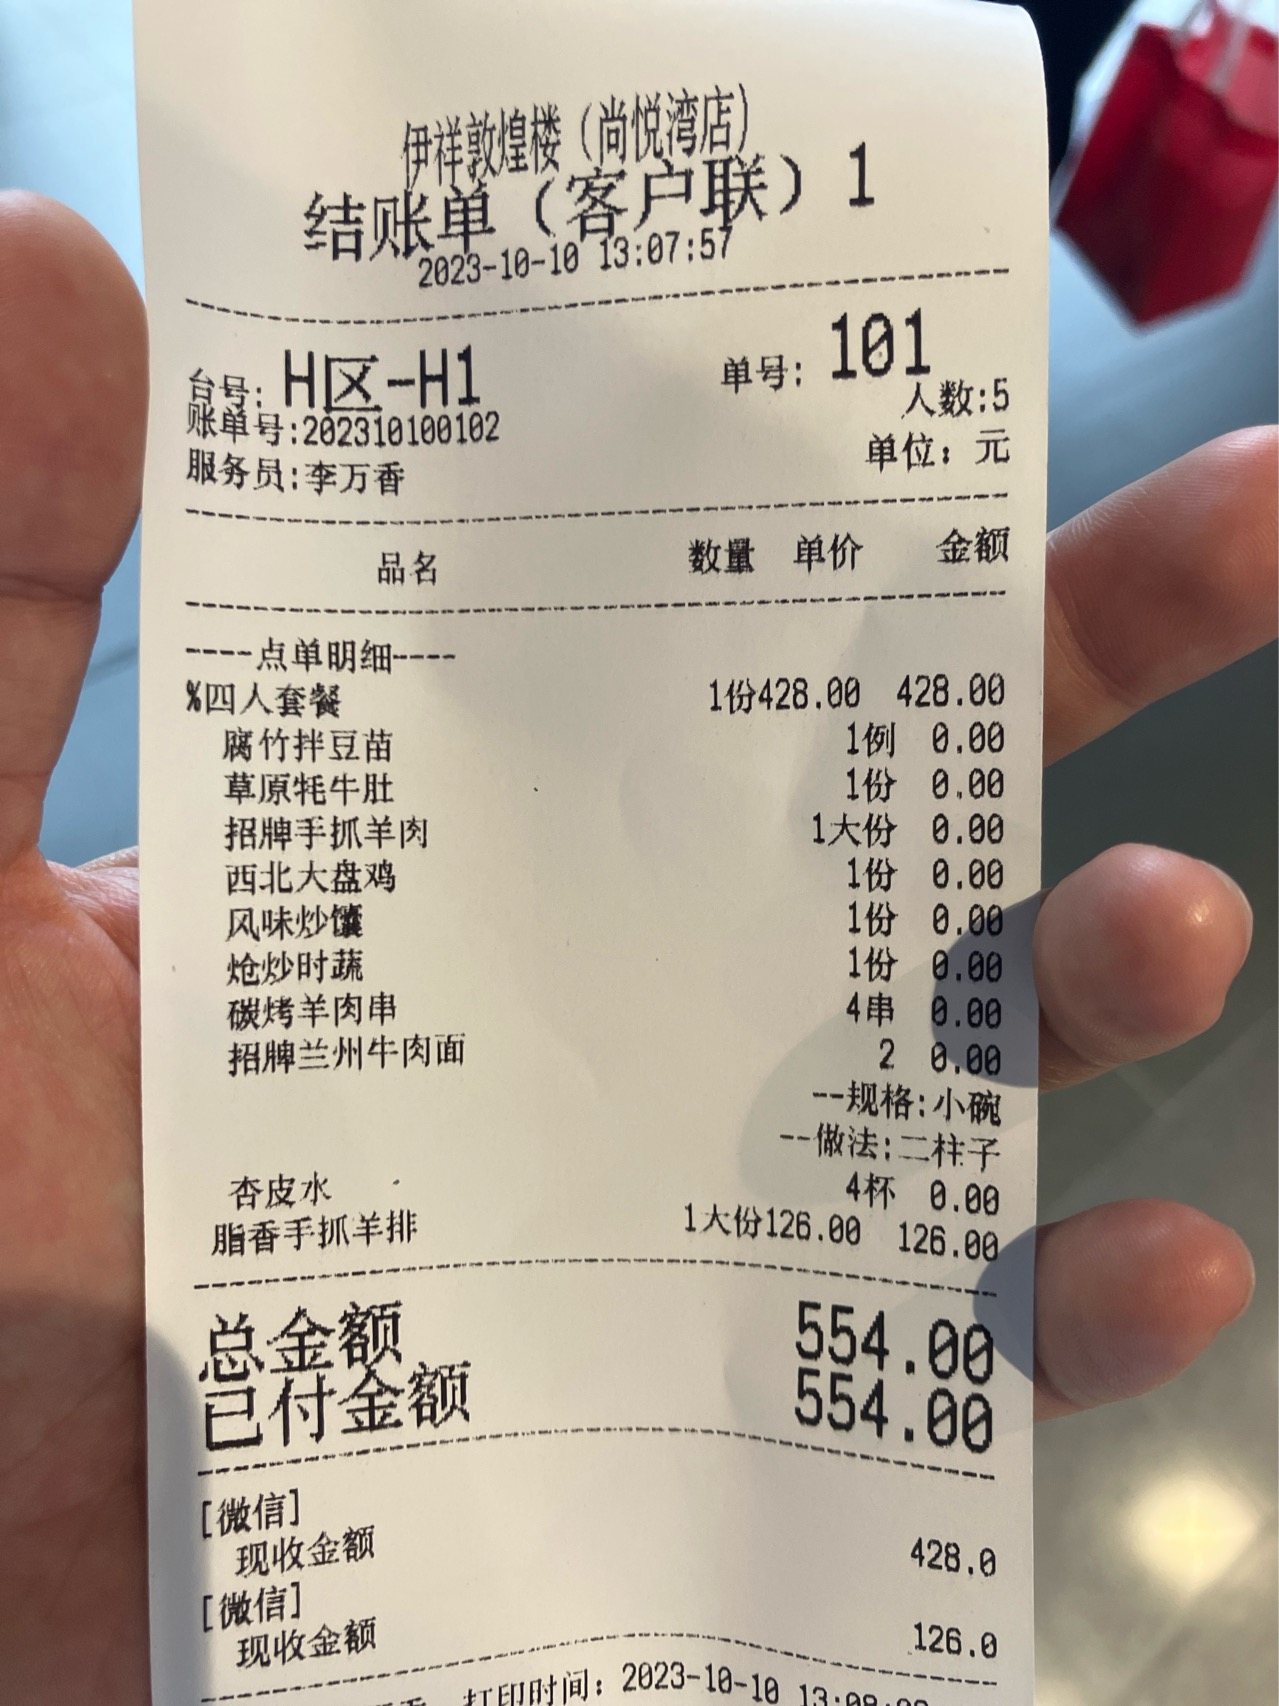 伊祥敦煌楼（尚悦湾店）
结账单（客户联）1
2023-10-10 13:07:57
台号: H区-H1 单号: 101
人数:5
账单号:202310100102
单位: 元
服务员:李万香
品名 数量 单价 金额
----点单明细----
%四人套餐 1份428.00 428.00
腐竹拌豆苗 1例 0.00
草原牦牛肚 1份 0.00
招牌手抓羊肉 1大份 0.00
西北大盘鸡 1份 0.00
风味炒馕 1份 0.00
炝炒时蔬 1份 0.00
碳烤羊肉串 4串 0.00
招牌兰州牛肉面 2 0.00
--规格:小碗
--做法:二柱子
杏皮水 4杯 0.00
脂香手抓羊排 1大份126.00 126.00
总金额 554.00
已付金额 554.00
[微信]
现收金额 428.0
[微信]
现收金额 126.0
打印时间: 2023-10-10